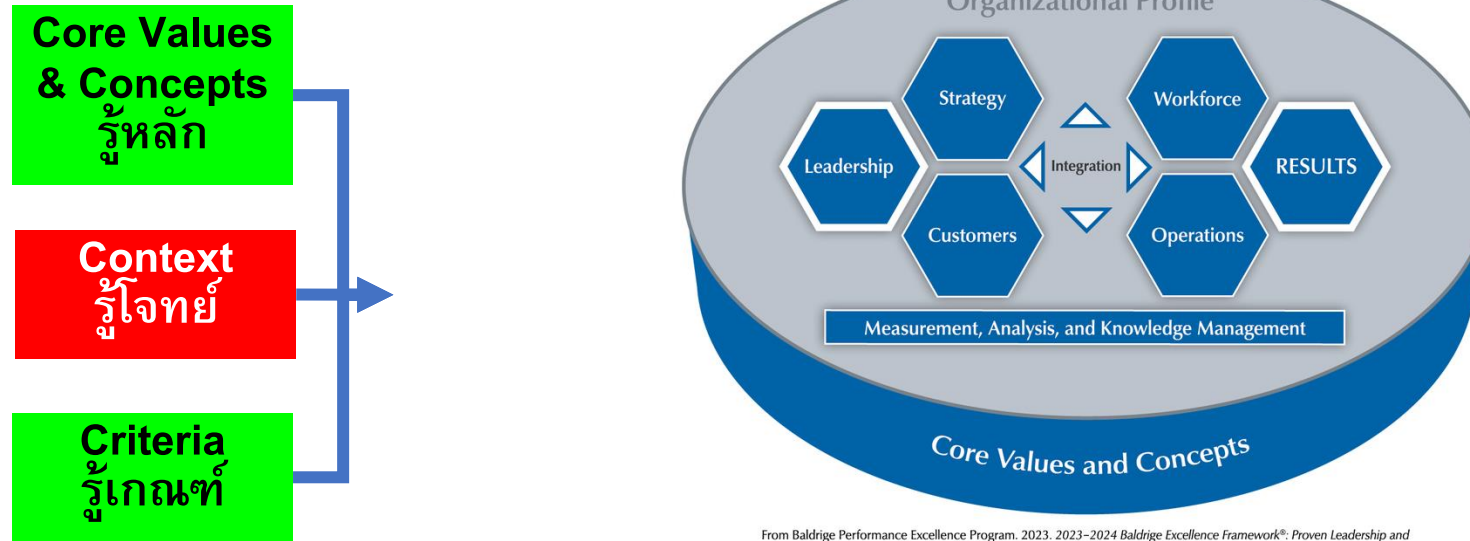 Core Values
& Concepts
รู้หลัก
Context
รู้โจทย์
Criteria
รู้เกณฑ์
Organizational Profile
Strategy
Workforce
Leadership
Integration
RESULTS
Customers
Operations
Measurement, Analysis, and Knowledge Management
Core Values and Concepts
From Baldrige Performance Excellence Program. 2023. 2023–2024 Baldrige Excellence Framework®: Proven Leadership and